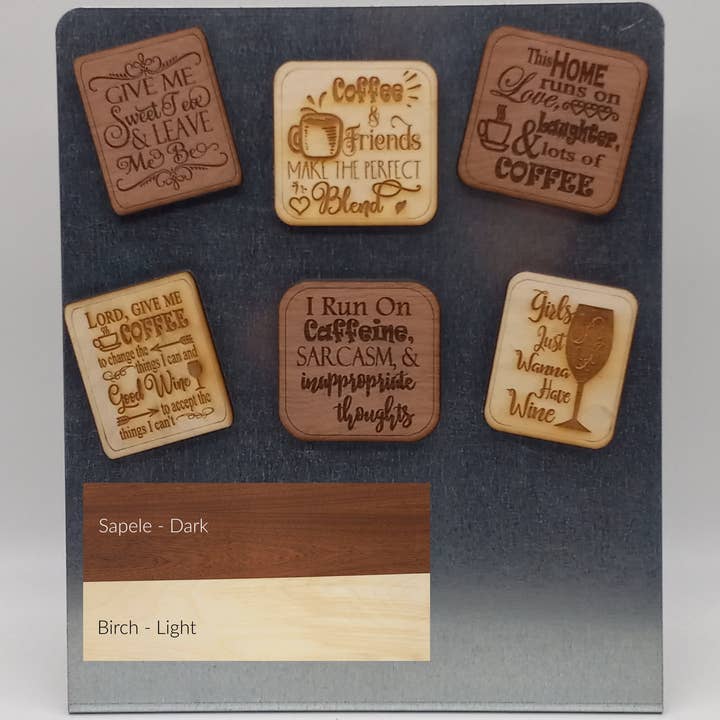 GIVE ME
Sweet Tea
& LEAVE
Me Be
Coffee
&
Friends
MAKE THE PERFECT
Blend
This HOME
runs on
Love,
Laughter,
& lots of
COFFEE
LORD, GIVE ME
COFFEE
to change the
things I can and
Good Wine
to accept the
things I can't
I Run On
Caffeine,
SARCASM, &
inappropriate
thoughts
Girls
Just
Wanna
Have
Wine
Sapele - Dark
Birch - Light